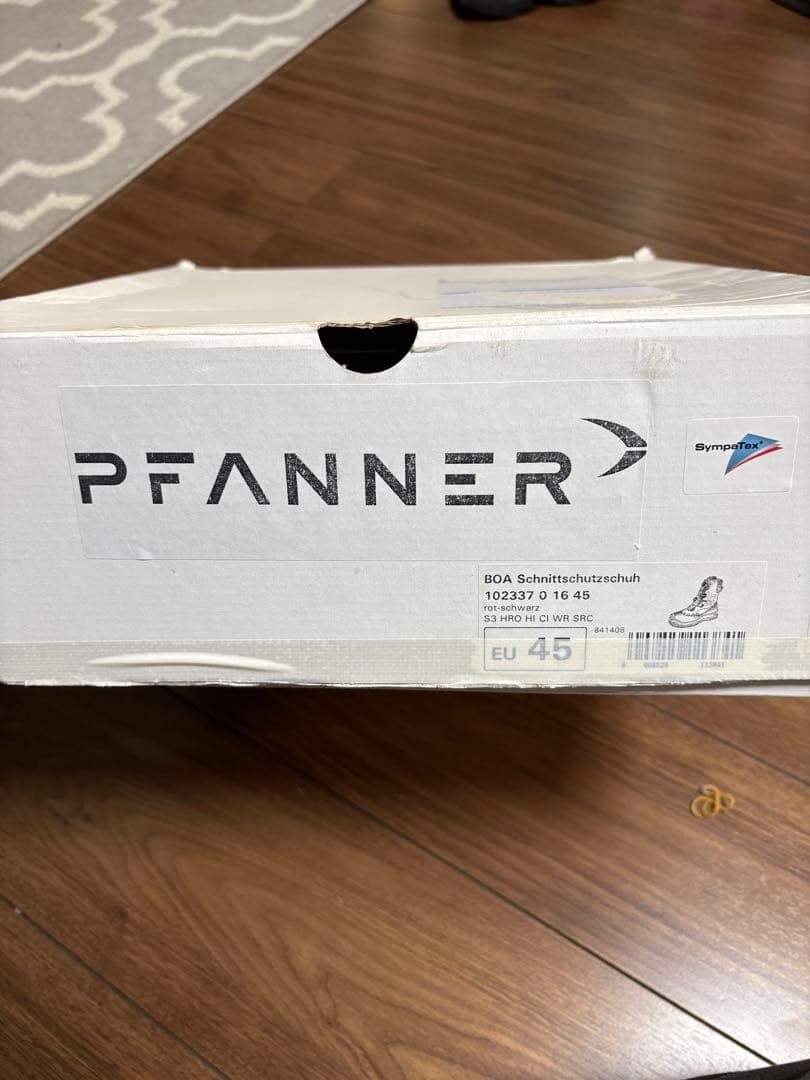 PFANNER
SympaTex®
BOA Schnittschutzschuh
102337 0 16 45
rot-schwarz
S3 HRO HI CI WR SRC
841408
EU 45